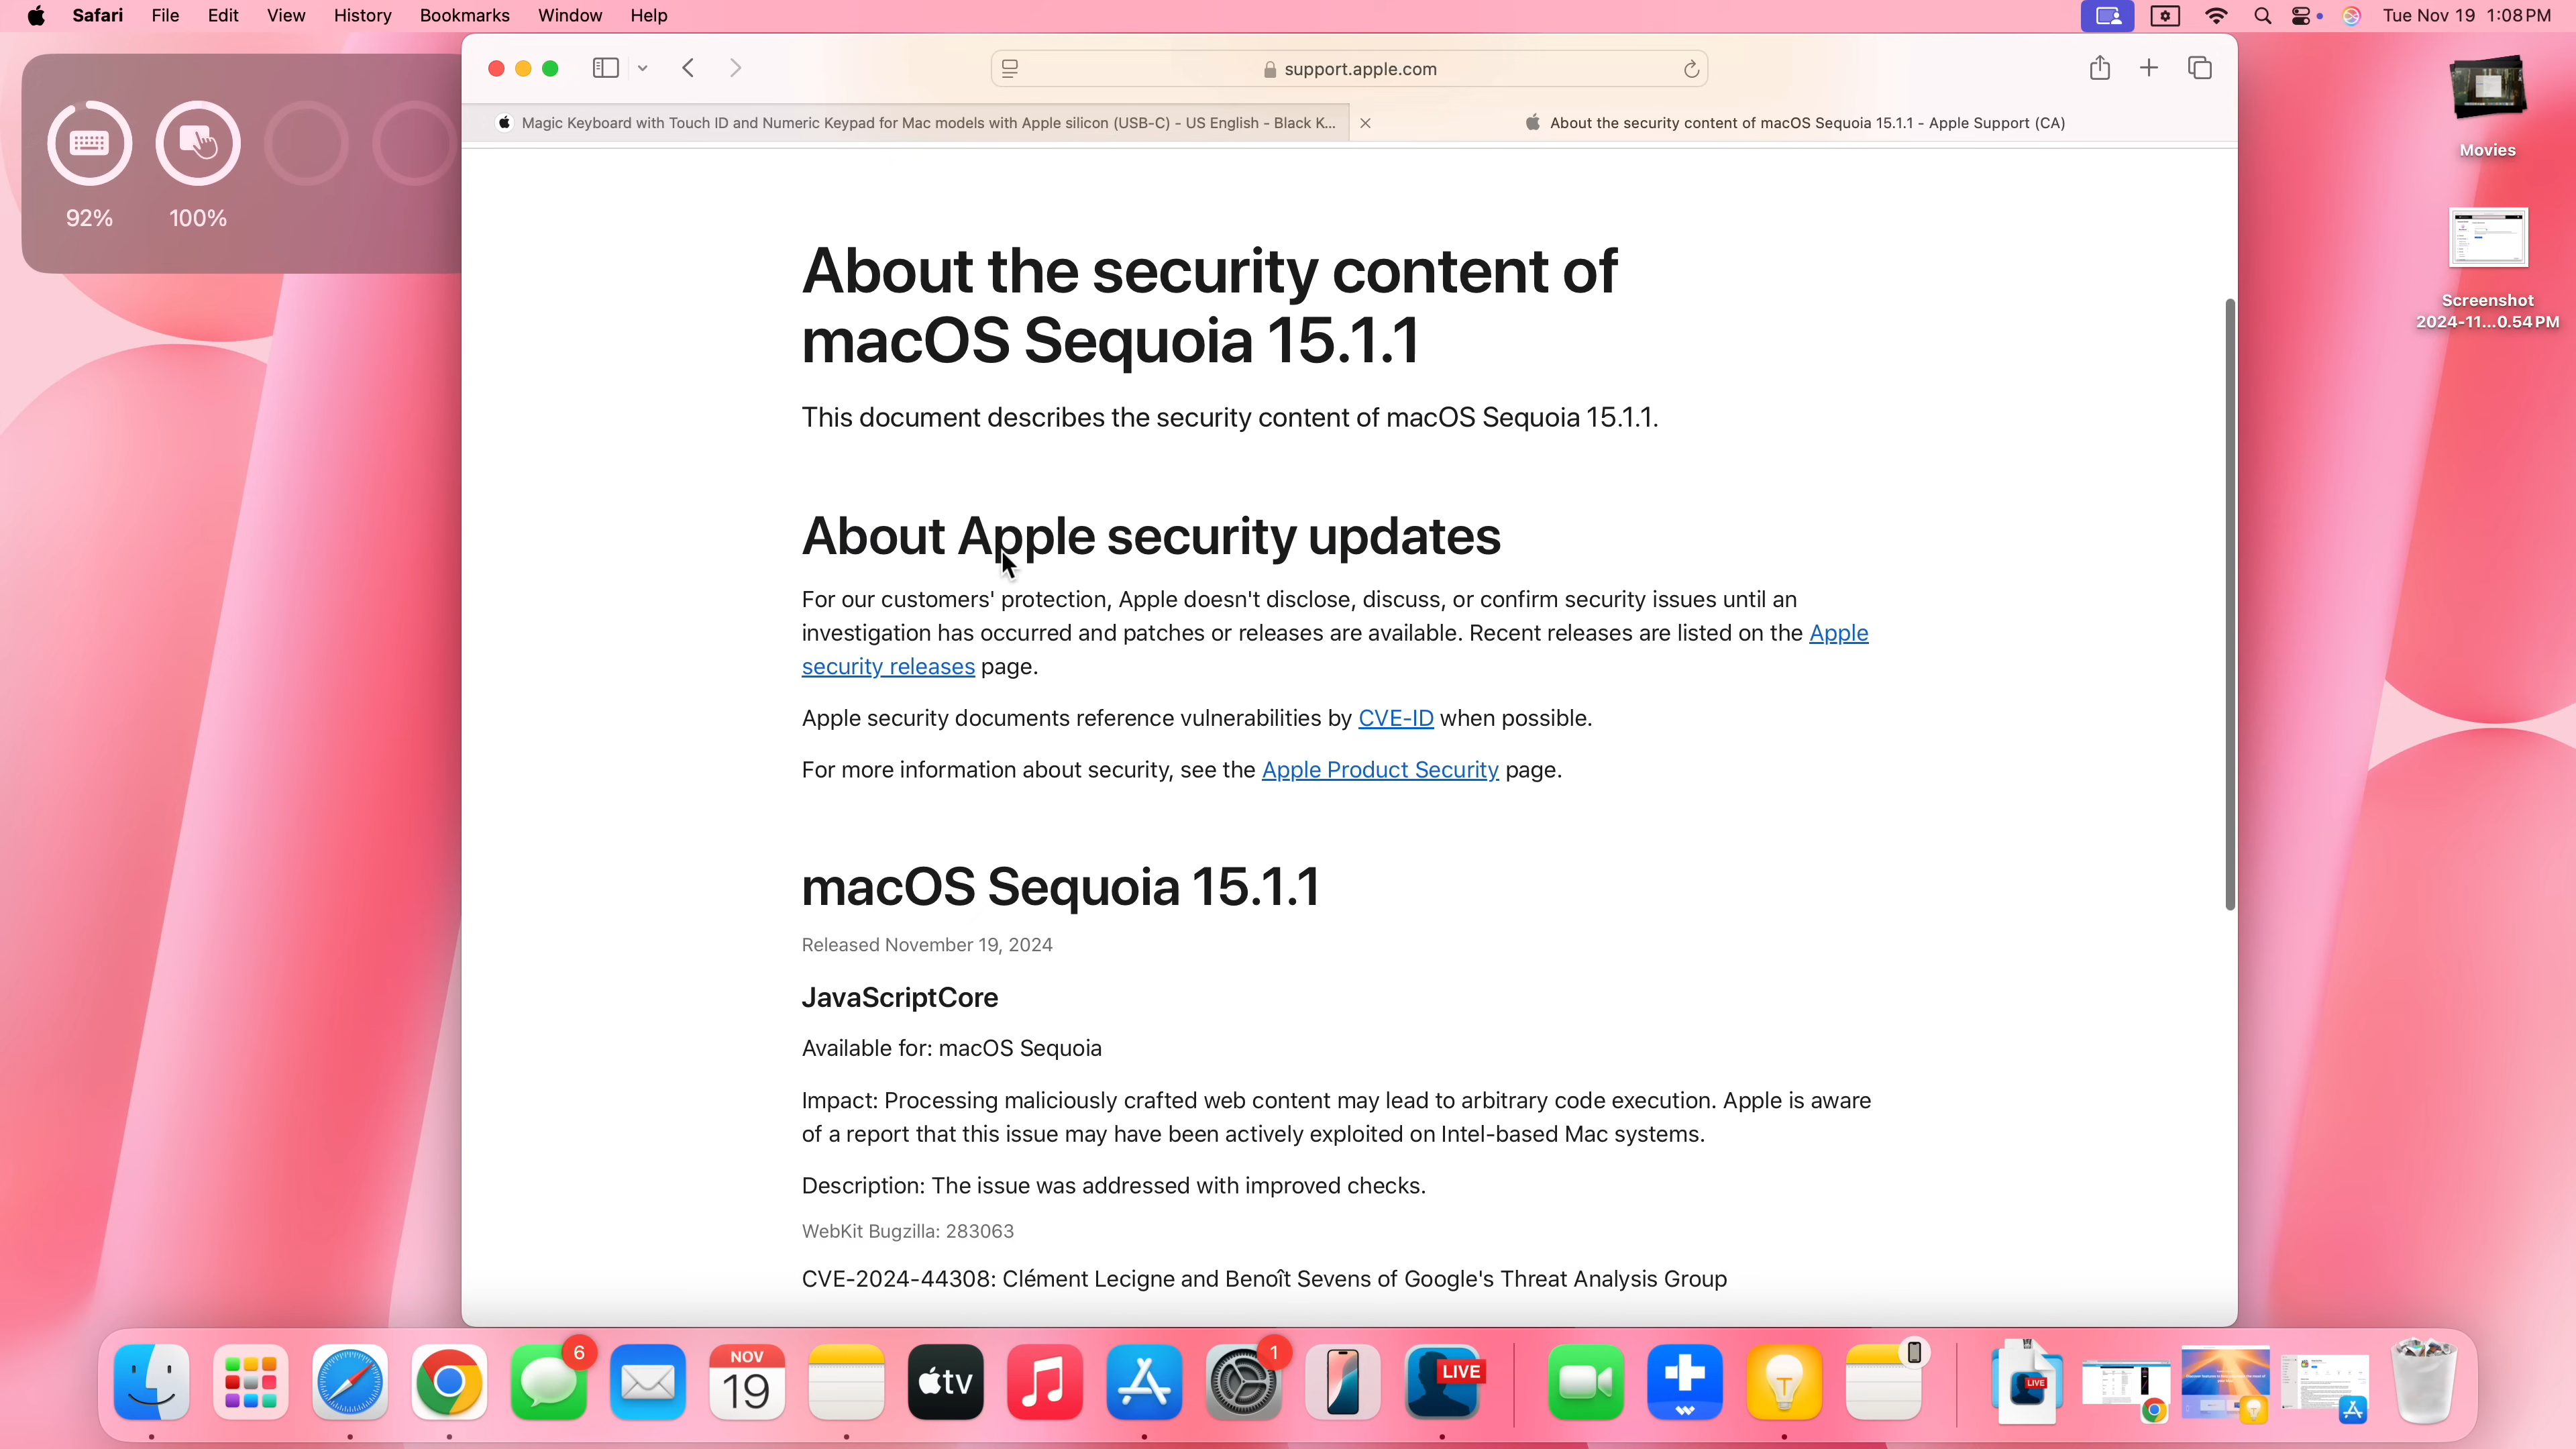 Safari File Edit View History Bookmarks Window Help Tue Nov 19 1:08 PM
support.apple.com
Magic Keyboard with Touch ID and Numeric Keypad for Mac models with Apple silicon (USB-C) - US English - Black K...
About the security content of macOS Sequoia 15.1.1 - Apple Support (CA)
92% 100%
Movies
Screenshot
2024-11...0.54 PM
About the security content of
macOS Sequoia 15.1.1
This document describes the security content of macOS Sequoia 15.1.1.
About Apple security updates
For our customers' protection, Apple doesn't disclose, discuss, or confirm security issues until an
investigation has occurred and patches or releases are available. Recent releases are listed on the Apple
security releases page.
Apple security documents reference vulnerabilities by CVE-ID when possible.
For more information about security, see the Apple Product Security page.
macOS Sequoia 15.1.1
Released November 19, 2024
JavaScriptCore
Available for: macOS Sequoia
Impact: Processing maliciously crafted web content may lead to arbitrary code execution. Apple is aware
of a report that this issue may have been actively exploited on Intel-based Mac systems.
Description: The issue was addressed with improved checks.
WebKit Bugzilla: 283063
CVE-2024-44308: Clément Lecigne and Benoît Sevens of Google's Threat Analysis Group
6
NOV
19
tv
1
LIVE
T
LIVE